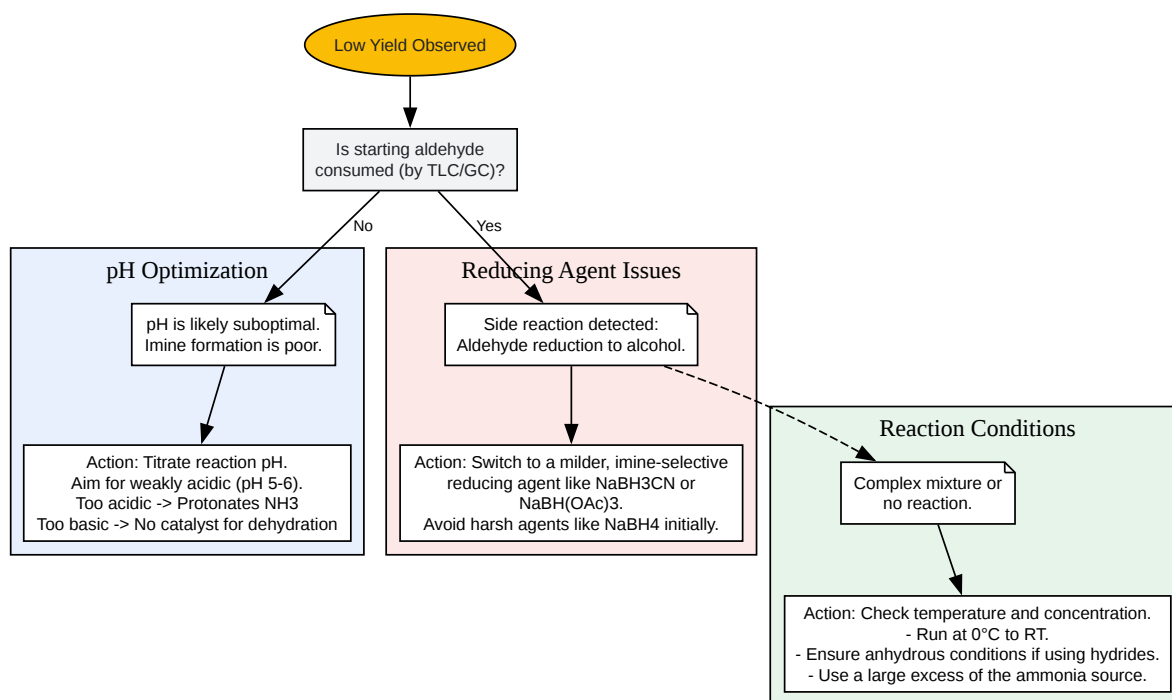 Low Yield Observed
Is starting aldehyde
consumed (by TLC/GC)?
No
Yes
pH Optimization
pH is likely suboptimal.
Imine formation is poor.
Action: Titrate reaction pH.
Aim for weakly acidic (pH 5-6).
Too acidic -> Protonates NH3
Too basic -> No catalyst for dehydration
Reducing Agent Issues
Side reaction detected:
Aldehyde reduction to alcohol.
Action: Switch to a milder, imine-selective
reducing agent like NaBH3CN or
NaBH(OAc)3.
Avoid harsh agents like NaBH4 initially.
Reaction Conditions
Complex mixture or
no reaction.
Action: Check temperature and concentration.
- Run at 0°C to RT.
- Ensure anhydrous conditions if using hydrides.
- Use a large excess of the ammonia source.